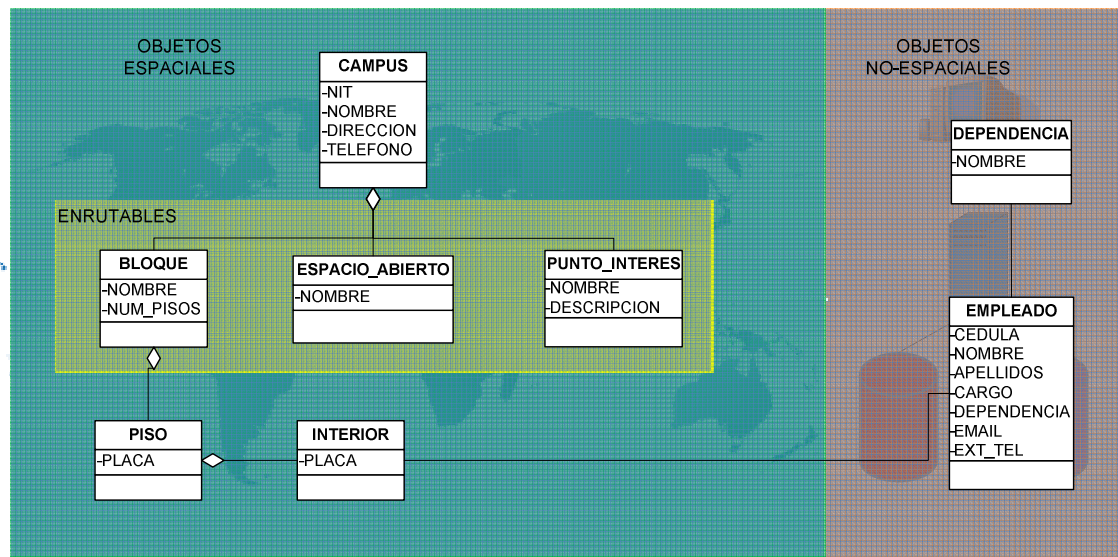 OBJETOS
ESPACIALES
CAMPUS
-NIT
-NOMBRE
-DIRECCION
-TELEFONO
ENRUTABLES
BLOQUE
-NOMBRE
-NUM_PISOS
ESPACIO_ABIERTO
-NOMBRE
PUNTO_INTERES
-NOMBRE
-DESCRIPCION
PISO
-PLACA
INTERIOR
-PLACA
OBJETOS
NO-ESPACIALES
DEPENDENCIA
-NOMBRE
EMPLEADO
-CEDULA
-NOMBRE
-APELLIDOS
-CARGO
-DEPENDENCIA
-EMAIL
-EXT_TEL